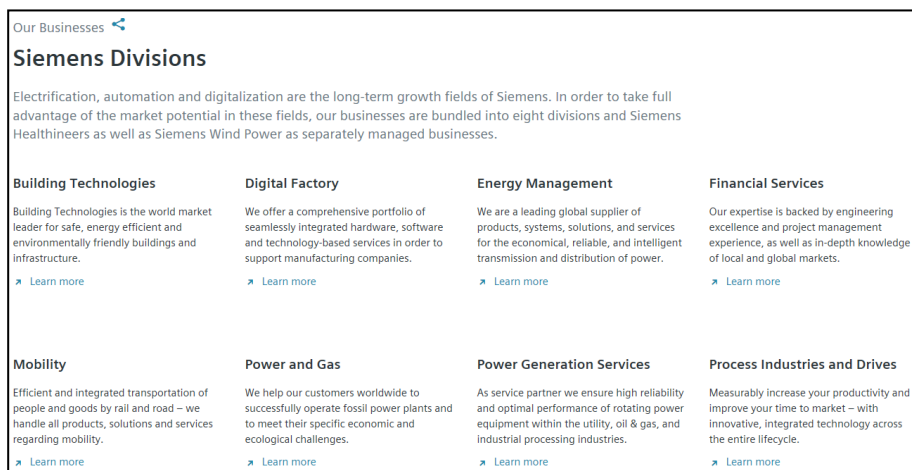 Our Businesses
Siemens Divisions
Electrification, automation and digitalization are the long-term growth fields of Siemens. In order to take full
advantage of the market potential in these fields, our businesses are bundled into eight divisions and Siemens
Healthineers as well as Siemens Wind Power as separately managed businesses.
Building Technologies
Building Technologies is the world market
leader for safe, energy efficient and
environmentally friendly buildings and
infrastructure.
Learn more
Digital Factory
We offer a comprehensive portfolio of
seamlessly integrated hardware, software
and technology-based services in order to
support manufacturing companies.
Learn more
Energy Management
We are a leading global supplier of
products, systems, solutions, and services
for the economical, reliable, and intelligent
transmission and distribution of power.
Learn more
Financial Services
Our expertise is backed by engineering
excellence and project management
experience, as well as in-depth knowledge
of local and global markets.
Learn more
Mobility
Efficient and integrated transportation of
people and goods by rail and road – we
handle all products, solutions and services
regarding mobility.
Learn more
Power and Gas
We help our customers worldwide to
successfully operate fossil power plants and
to meet their specific economic and
ecological challenges.
Learn more
Power Generation Services
As service partner we ensure high reliability
and optimal performance of rotating power
equipment within the utility, oil & gas, and
industrial processing industries.
Learn more
Process Industries and Drives
Measurably increase your productivity and
improve your time to market – with
innovative, integrated technology across
the entire lifecycle.
Learn more